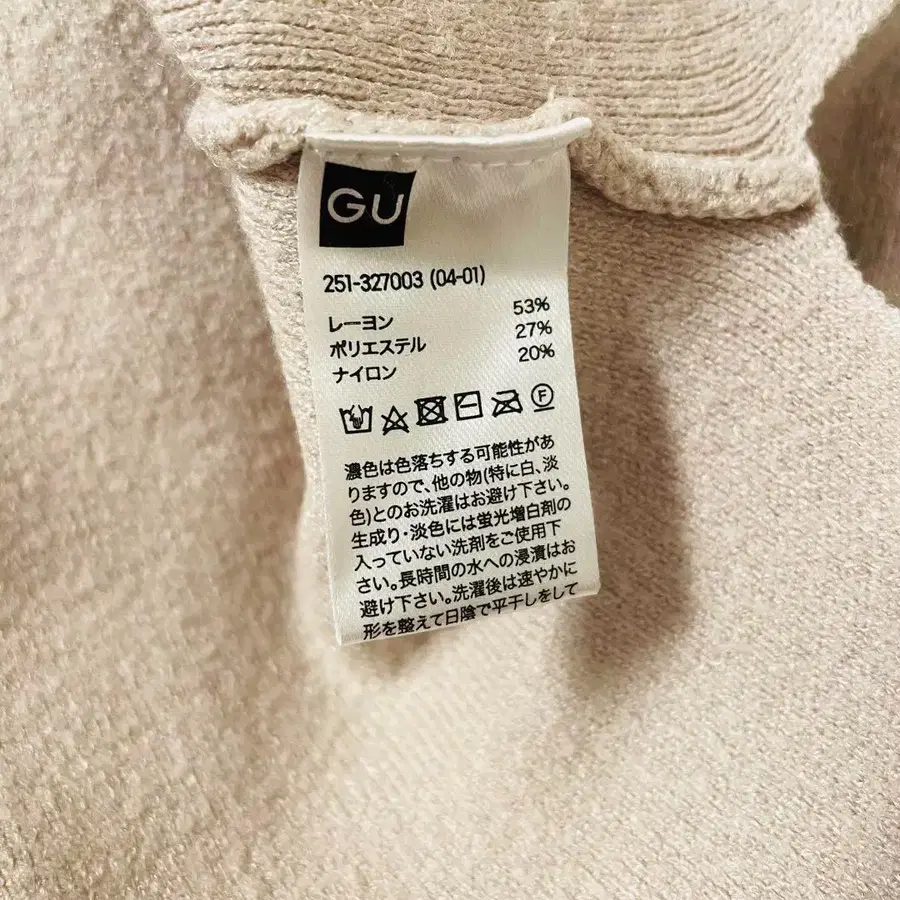 GU
251-327003 (04-01)
レーヨン 53%
ポリエステル 27%
ナイロン 20%
F
濃色は色落ちする可能性があ
りますので、他の物(特に白、淡
色)とのお洗濯はお避け下さい。
生成り・淡色には蛍光増白剤の
入っていない洗剤をご使用下
さい。長時間の水への浸漬はお
避け下さい。洗濯後は速やかに
形を整えて日陰で平干しをして